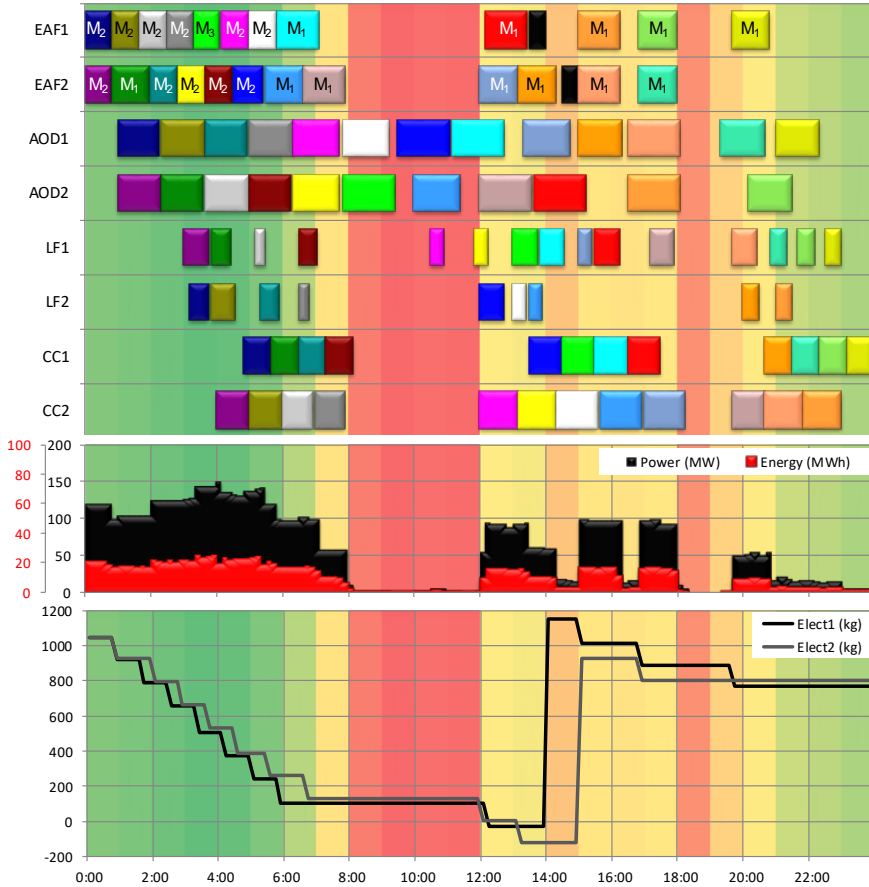 EAF1 M2 M2 M2 M2 M3 M2 M2 M1 M1 M1 M1 M1
EAF2 M2 M1 M2 M2 M2 M2 M1 M1 M1 M1 M1 M1
AOD1
AOD2
LF1
LF2
CC1
CC2
100 200
Power (MW) Energy (MWh)
80 150
60 100
40
20 50
0 0
1200
Elect1 (kg)
1000
Elect2 (kg)
800
600
400
200
0
-200
0:00 2:00 4:00 6:00 8:00 10:00 12:00 14:00 16:00 18:00 20:00 22:00